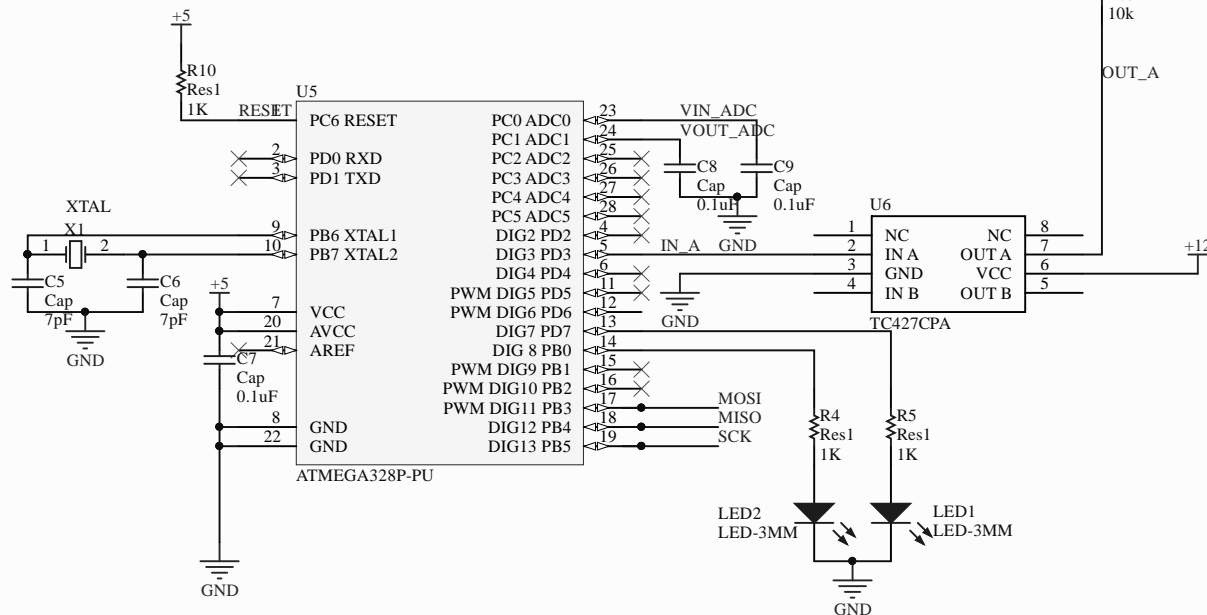 +5
R10
Res1
1K
RESET
1
U5
PC6 RESET
2
PD0 RXD
3
PD1 TXD
XTAL
X1
1
2
9
PB6 XTAL1
10
PB7 XTAL2
C5
Cap
7pF
C6
Cap
7pF
GND
+5
7
VCC
20
AVCC
21
AREF
C7
Cap
0.1uF
8
GND
22
GND
GND
ATMEGA328P-PU
PC0 ADC0
23
VIN_ADC
PC1 ADC1
24
VOUT_ADC
PC2 ADC2
25
PC3 ADC3
26
PC4 ADC4
27
PC5 ADC5
28
DIG2 PD2
4
DIG3 PD3
5
IN_A
DIG4 PD4
6
PWM DIG5 PD5
11
PWM DIG6 PD6
12
DIG7 PD7
13
DIG 8 PB0
14
PWM DIG9 PB1
15
PWM DIG10 PB2
16
PWM DIG11 PB3
17
MOSI
DIG12 PB4
18
MISO
DIG13 PB5
19
SCK
C8
Cap
0.1uF
C9
Cap
0.1uF
GND
10k
OUT_A
U6
1
NC
2
IN A
3
GND
4
IN B
NC
8
OUT A
7
VCC
6
OUT B
5
TC427CPA
+12
GND
R4
Res1
1K
R5
Res1
1K
LED2
LED-3MM
LED1
LED-3MM
GND